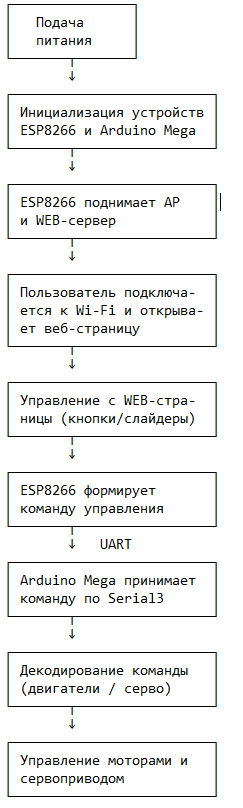 Подача
питания
Инициализация устройств
ESP8266 и Arduino Mega
ESP8266 поднимает AP
и WEB-сервер
Пользователь подключа-
ется к Wi-Fi и открыва-
ет веб-страницу
Управление с WEB-стра-
ницы (кнопки/слайдеры)
ESP8266 формирует
команду управления
UART
Arduino Mega принимает
команду по Serial3
Декодирование команды
(двигатели / серво)
Управление моторами и
сервоприводом